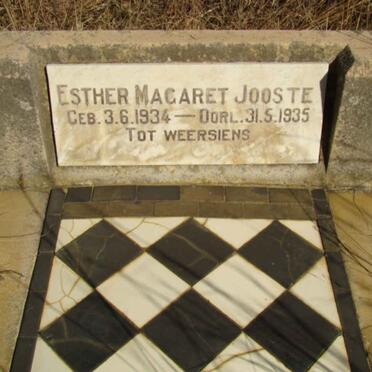 ESTHER MAGARET JOOSTE
GEB. 3.6.1934 — OORL. 31.5.1935
TOT WEERSIENS